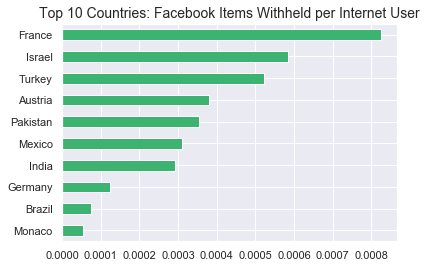 Top 10 Countries: Facebook Items Withheld per Internet User
France
Israel
Turkey
Austria
Pakistan
Mexico
India
Germany
Brazil
Monaco
0.0000 0.0001 0.0002 0.0003 0.0004 0.0005 0.0006 0.0007 0.0008